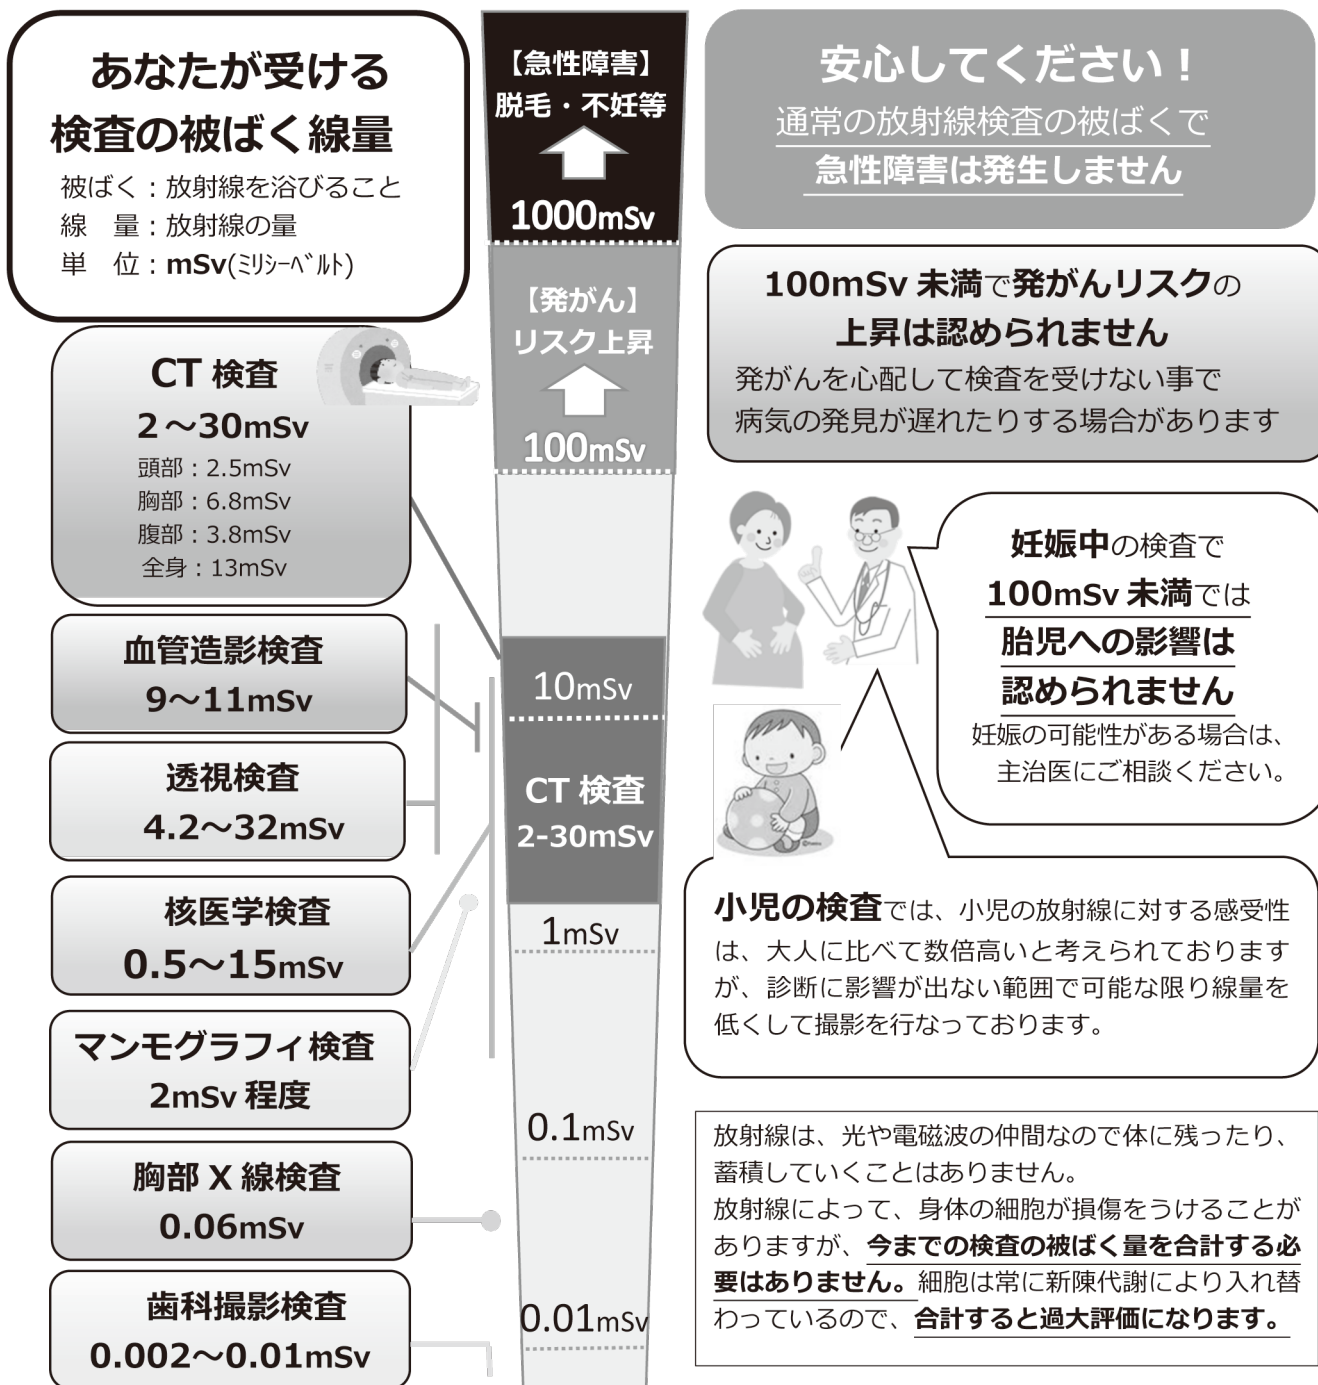 あなたが受ける
検査の被ばく線量
被ばく：放射線を浴びること
線　量：放射線の量
単　位：mSv(ﾐﾘｼｰﾍﾞﾙﾄ)
CT 検査
2～30mSv
頭部：2.5mSv
胸部：6.8mSv
腹部：3.8mSv
全身：13mSv
血管造影検査
9～11mSv
透視検査
4.2～32mSv
核医学検査
0.5～15mSv
マンモグラフィ検査
2mSv 程度
胸部 X 線検査
0.06mSv
歯科撮影検査
0.002～0.01mSv
【急性障害】
脱毛・不妊等
1000mSv
【発がん】
リスク上昇
100mSv
10mSv
CT 検査
2-30mSv
1mSv
0.1mSv
0.01mSv
安心してください！
通常の放射線検査の被ばくで
急性障害は発生しません
100mSv 未満で発がんリスクの
上昇は認められません
発がんを心配して検査を受けない事で
病気の発見が遅れたりする場合があります
妊娠中の検査で
100mSv 未満では
胎児への影響は
認められません
妊娠の可能性がある場合は、
主治医にご相談ください。
小児の検査では、小児の放射線に対する感受性
は、大人に比べて数倍高いと考えられております
が、診断に影響が出ない範囲で可能な限り線量を
低くして撮影を行なっております。
放射線は、光や電磁波の仲間なので体に残ったり、
蓄積していくことはありません。
放射線によって、身体の細胞が損傷をうけることが
ありますが、今までの検査の被ばく量を合計する必
要はありません。細胞は常に新陳代謝により入れ替
わっているので、合計すると過大評価になります。